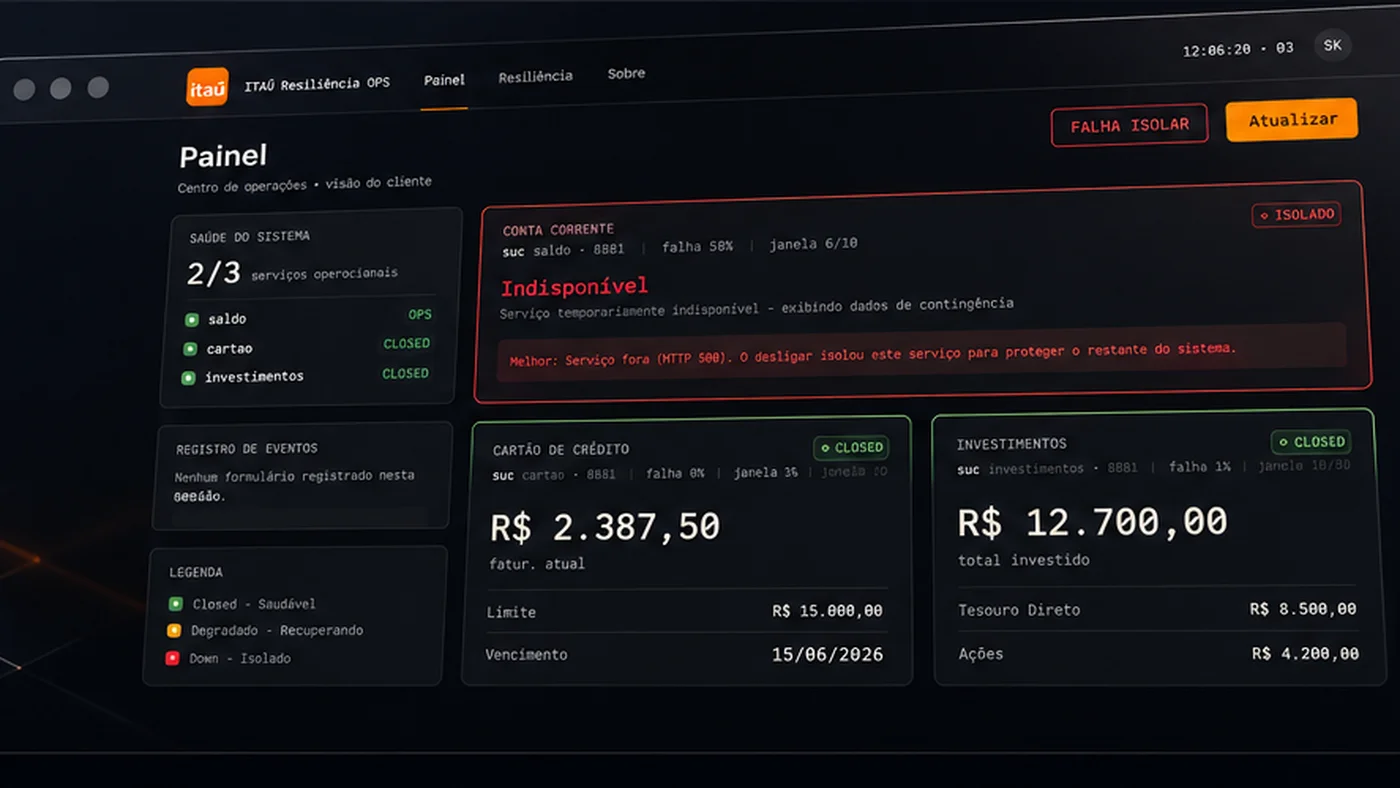 itaú
ITAÚ Resiliência OPS
Painel
Resiliência
Sobre
12:06:20 · 03
SK
Painel
Centro de operações • visão do cliente
FALHA ISOLAR
Atualizar
SAÚDE DO SISTEMA
2/3 serviços operocionais
saldo OPS
cartao CLOSED
investimentos CLOSED
REGISTRO DE EVENTOS
Nenhum formulário registrado nesta
LEGENDA
Closed - Saudável
Degradado - Recuperando
Down - Isolado
CONTA CORRENTE
ISOLADO
suc saldo · 8881 | falha 50% | janela 6/10
Indisponível
Serviço temporariamente indisponível - exibindo dados de contingência
Melhor: Serviço fora (MTTP 500). O desligar isolou este serviço para proteger o restante do sistema.
CARTÃO DE CRÉDITO
CLOSED
suc cartao · 8881 | falha 0% | janela
R$ 2.387,50
fatur. atual
Limite R$ 15.000,00
Vencimento 15/06/2026
INVESTIMENTOS
CLOSED
suc investimentos · 8881 | falha 1% | janela
R$ 12.700,00
total investido
Tesouro Direto R$ 8.500,00
Ações R$ 4.200,00